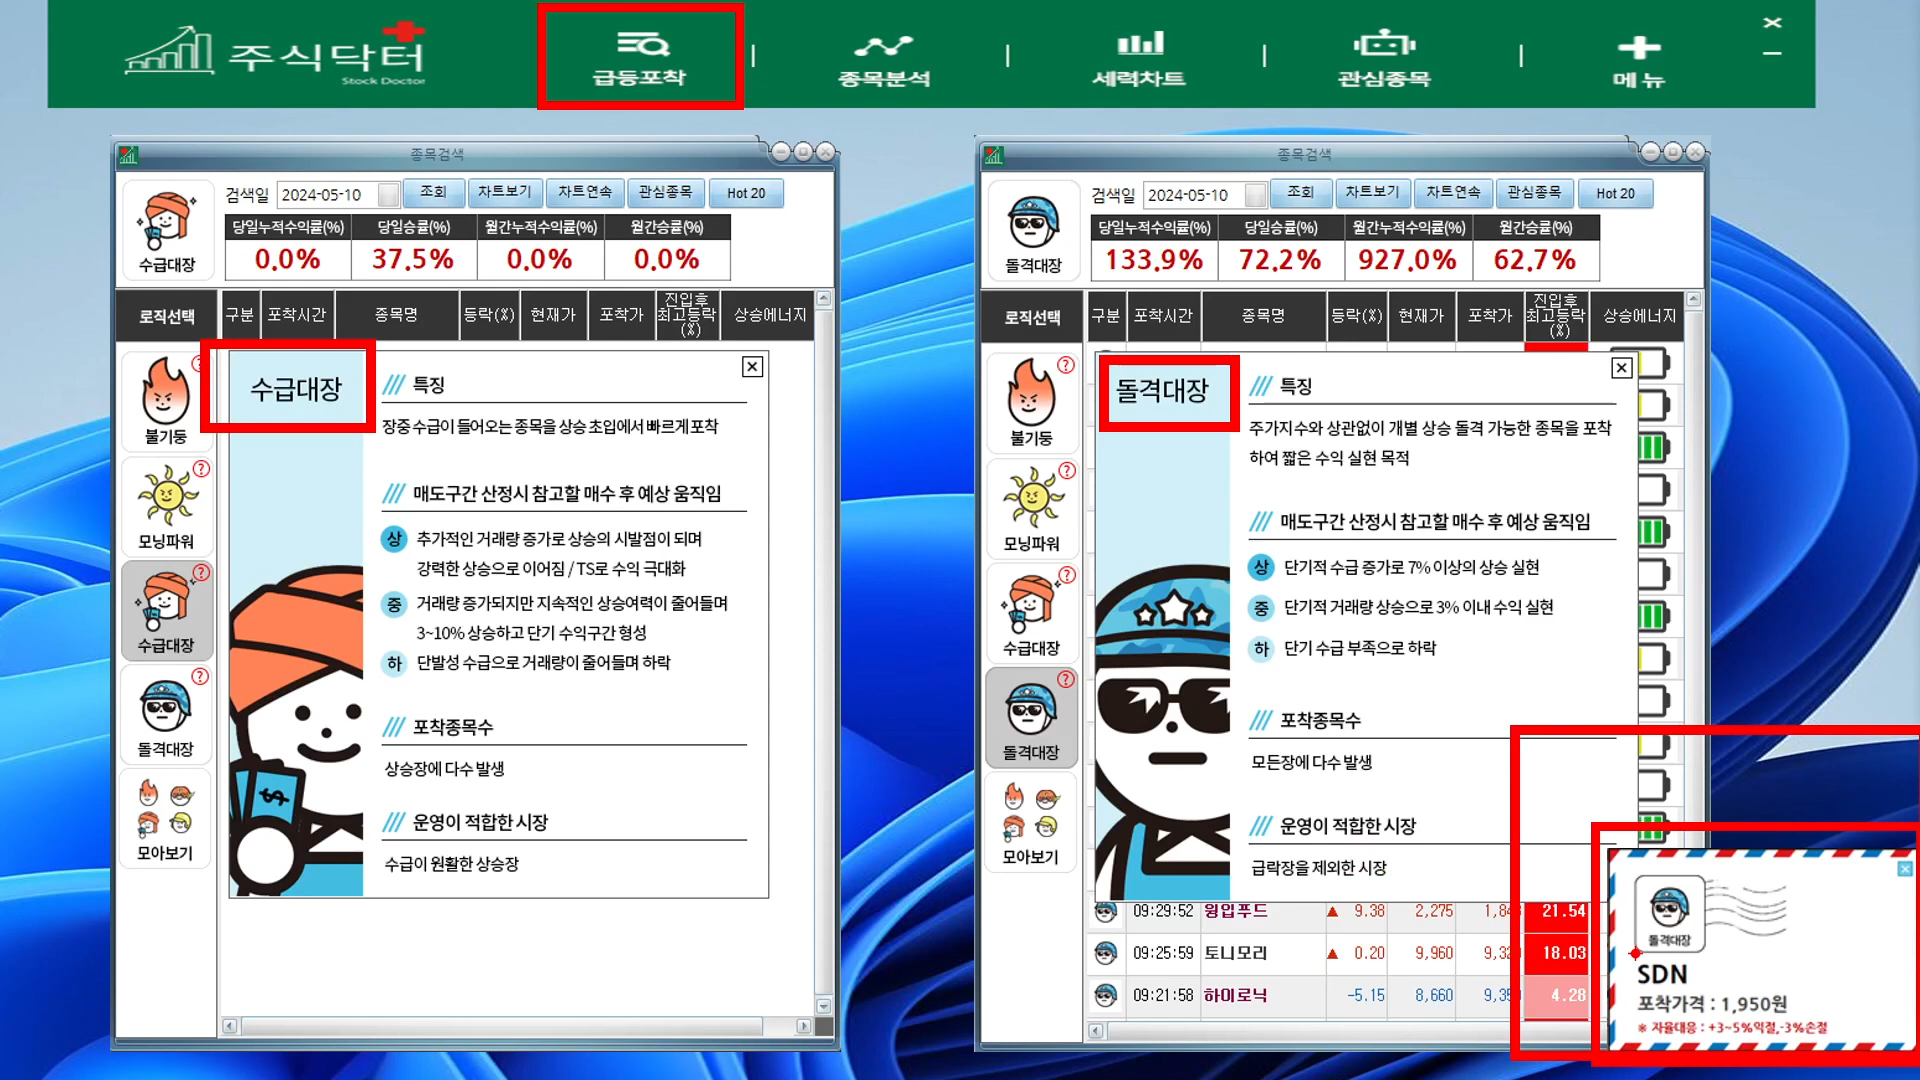 주식닥터
Stock Doctor
급등포착
종목분석
세력차트
관심종목
메뉴
종목검색
수급대장
검색일
2024-05-10
조회
차트보기
차트연속
관심종목
Hot 20
당일누적수익률(%)
당일승률(%)
월간누적수익률(%)
월간승률(%)
0.0%
37.5%
0.0%
0.0%
로직선택
구분
포착시간
종목명
등락(%)
현재가
포착가
진입후
최고등락
(%)
상승에너지
불기둥
모닝파워
수급대장
돌격대장
모아보기
수급대장
/// 특징
장중 수급이 들어오는 종목을 상승 초입에서 빠르게 포착
/// 매도구간 산정시 참고할 매수 후 예상 움직임
상 추가적인 거래량 증가로 상승의 시발점이 되며
강력한 상승으로 이어짐 / TS로 수익 극대화
중 거래량 증가되지만 지속적인 상승여력이 줄어들며
3~10% 상승하고 단기 수익구간 형성
하 단발성 수급으로 거래량이 줄어들며 하락
/// 포착종목수
상승장에 다수 발생
/// 운영이 적합한 시장
수급이 원활한 상승장
종목검색
돌격대장
검색일
2024-05-10
조회
차트보기
차트연속
관심종목
Hot 20
당일누적수익률(%)
당일승률(%)
월간누적수익률(%)
월간승률(%)
133.9%
72.2%
927.0%
62.7%
로직선택
구분
포착시간
종목명
등락(%)
현재가
포착가
진입후
최고등락
(%)
상승에너지
불기둥
모닝파워
수급대장
돌격대장
모아보기
돌격대장
/// 특징
주가지수와 상관없이 개별 상승 돌격 가능한 종목을 포착
하여 짧은 수익 실현 목적
/// 매도구간 산정시 참고할 매수 후 예상 움직임
상 단기적 수급 증가로 7% 이상의 상승 실현
중 단기적 거래량 상승으로 3% 이내 수익 실현
하 단기 수급 부족으로 하락
/// 포착종목수
모든장에 다수 발생
/// 운영이 적합한 시장
급락장을 제외한 시장
09:29:52 윙입푸드 ▲ 9.38 2,275 21.54
09:25:59 토니모리 ▲ 0.20 9,960 18.03
09:21:58 하이로닉 -5.15 8,660 4.28
돌격대장
SDN
포착가격 : 1,950원
※ 자율대응 : +3~5%익절,-3%손절